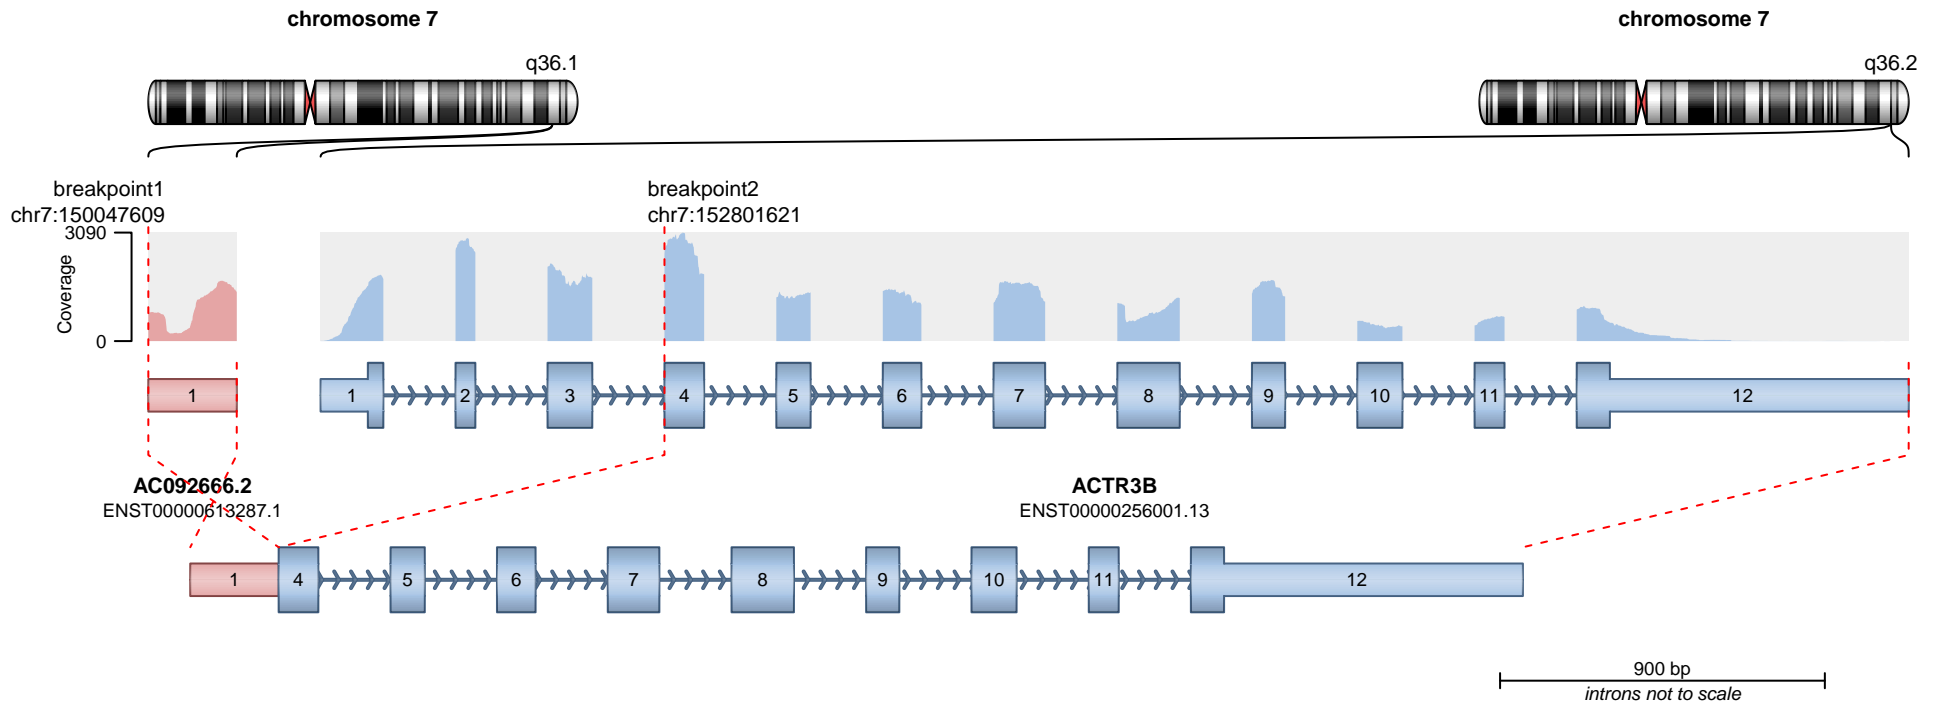 chromosome 7
chromosome 7
q36.1
q36.2
breakpoint1
chr7:150047609
breakpoint2
chr7:152801621
3090
Coverage
0
1
1 2 3 4 5 6 7 8 9 10 11 12
AC092666.2
ENST00000613287.1
ACTR3B
ENST00000256001.13
1 4 5 6 7 8 9 10 11 12
900 bp
introns not to scale